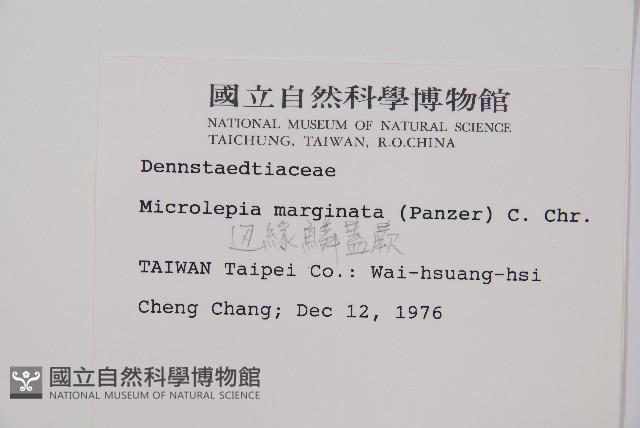 國立自然科學博物館
NATIONAL MUSEUM OF NATURAL SCIENCE
TAICHUNG, TAIWAN, R.O.CHINA
Dennstaedtiaceae
Microlepia marginata (Panzer) C. Chr.
边緣鱗蓋蕨
TAIWAN Taipei Co.: Wai-hsuang-hsi
Cheng Chang; Dec 12, 1976
國立自然科學博物館
NATIONAL MUSEUM OF NATURAL SCIENCE